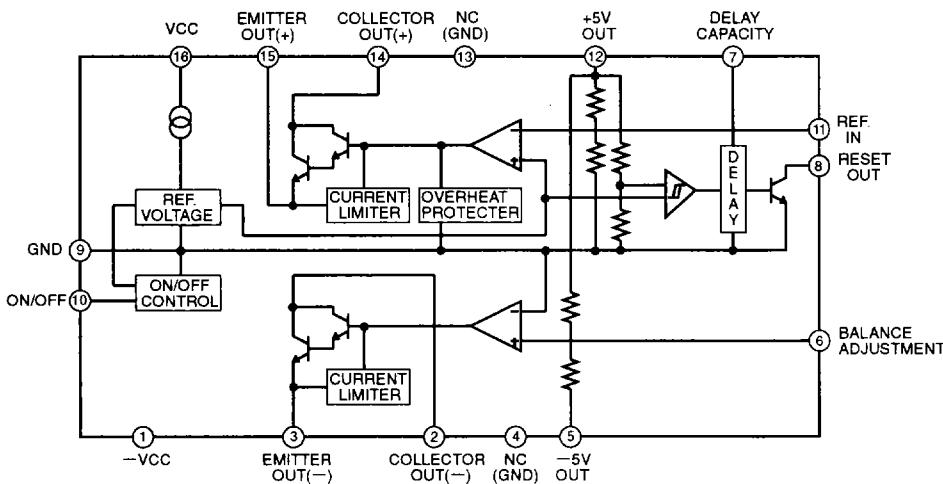 VCC
EMITTER
OUT(+)
COLLECTOR
OUT(+)
NC
(GND)
+5V
OUT
DELAY
CAPACITY
16
15
14
13
12
7
11
REF.
IN
8
RESET
OUT
CURRENT
LIMITER
OVERHEAT
PROTECTER
DELAY
REF.
VOLTAGE
GND
9
ON/OFF
10
ON/OFF
CONTROL
CURRENT
LIMITER
6
BALANCE
ADJUSTMENT
1
3
2
4
5
—VCC
EMITTER
OUT(—)
COLLECTOR
OUT(—)
NC
(GND)
—5V
OUT